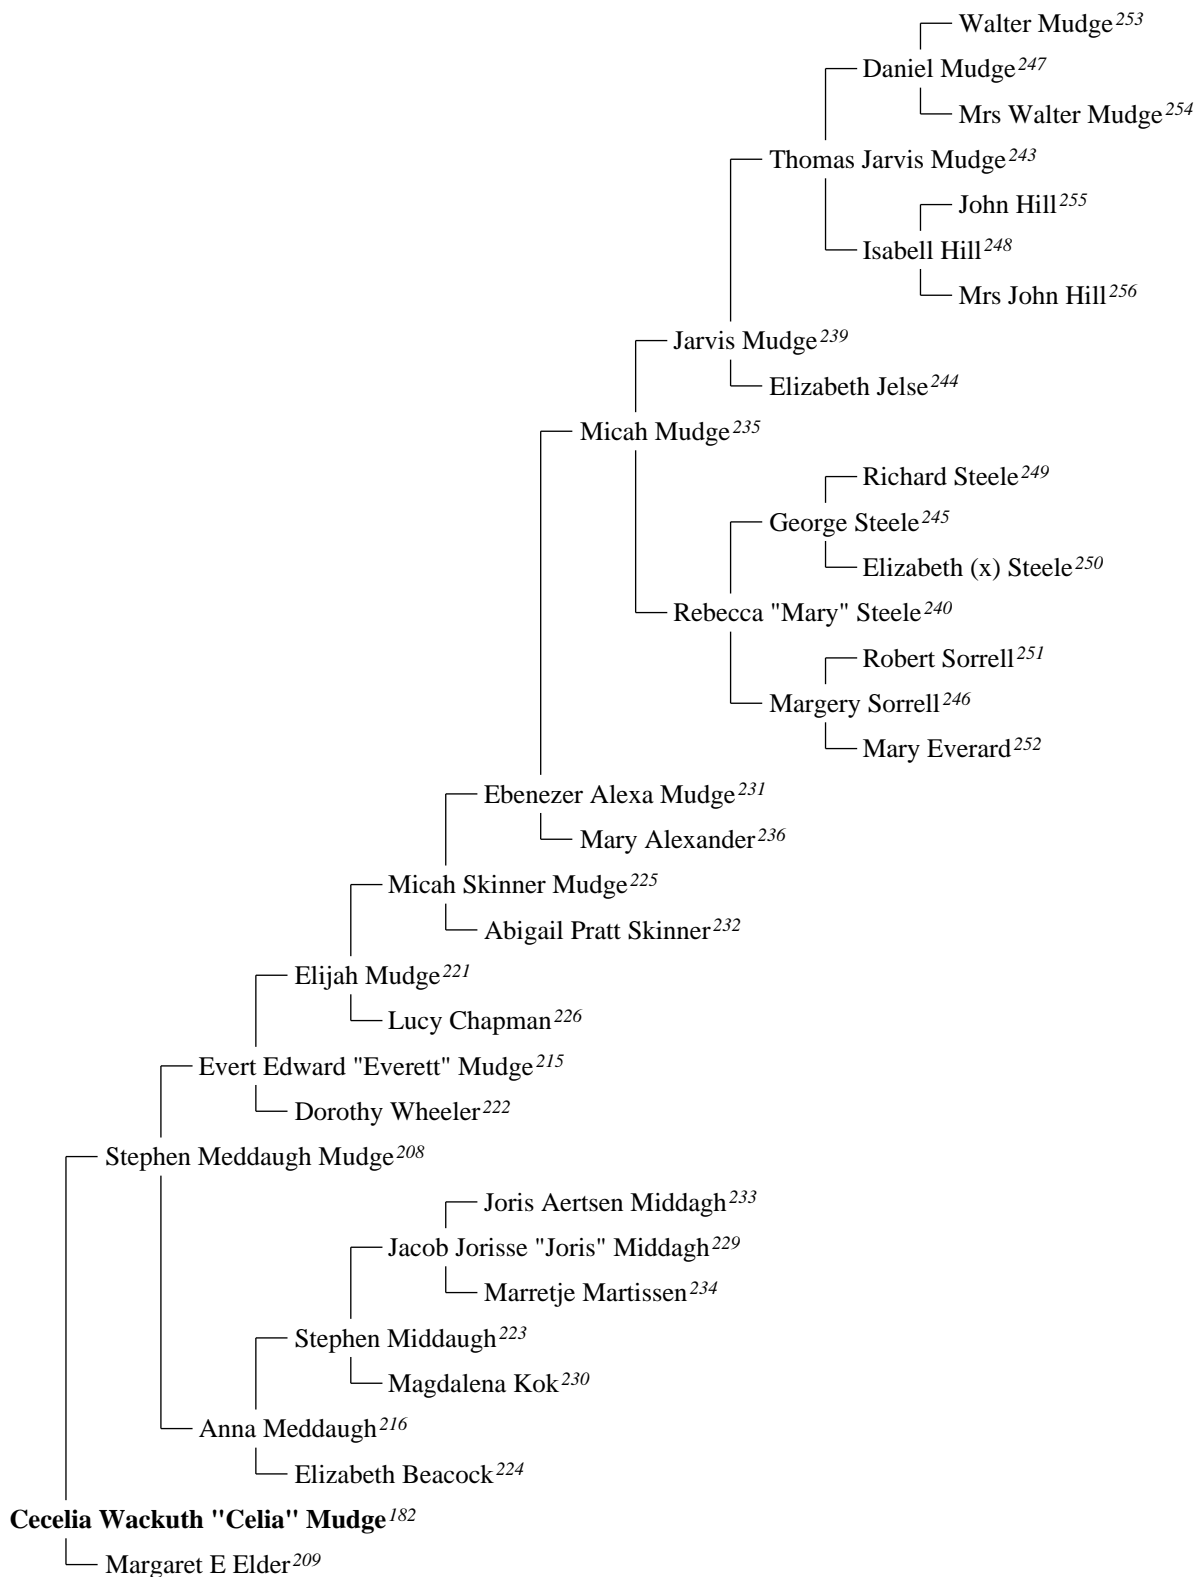 Walter Mudge253
Daniel Mudge247
Mrs Walter Mudge254
Thomas Jarvis Mudge243
John Hill255
Isabell Hill248
Mrs John Hill256
Jarvis Mudge239
Elizabeth Jelse244
Micah Mudge235
Richard Steele249
George Steele245
Elizabeth (x) Steele250
Rebecca "Mary" Steele240
Robert Sorrell251
Margery Sorrell246
Mary Everard252
Ebenezer Alexa Mudge231
Mary Alexander236
Micah Skinner Mudge225
Abigail Pratt Skinner232
Elijah Mudge221
Lucy Chapman226
Evert Edward "Everett" Mudge215
Dorothy Wheeler222
Stephen Meddaugh Mudge208
Joris Aertsen Middagh233
Jacob Jorisse "Joris" Middagh229
Marretje Martissen234
Stephen Middaugh223
Magdalena Kok230
Anna Meddaugh216
Elizabeth Beacock224
Cecelia Wackuth "Celia" Mudge182
Margaret E Elder209